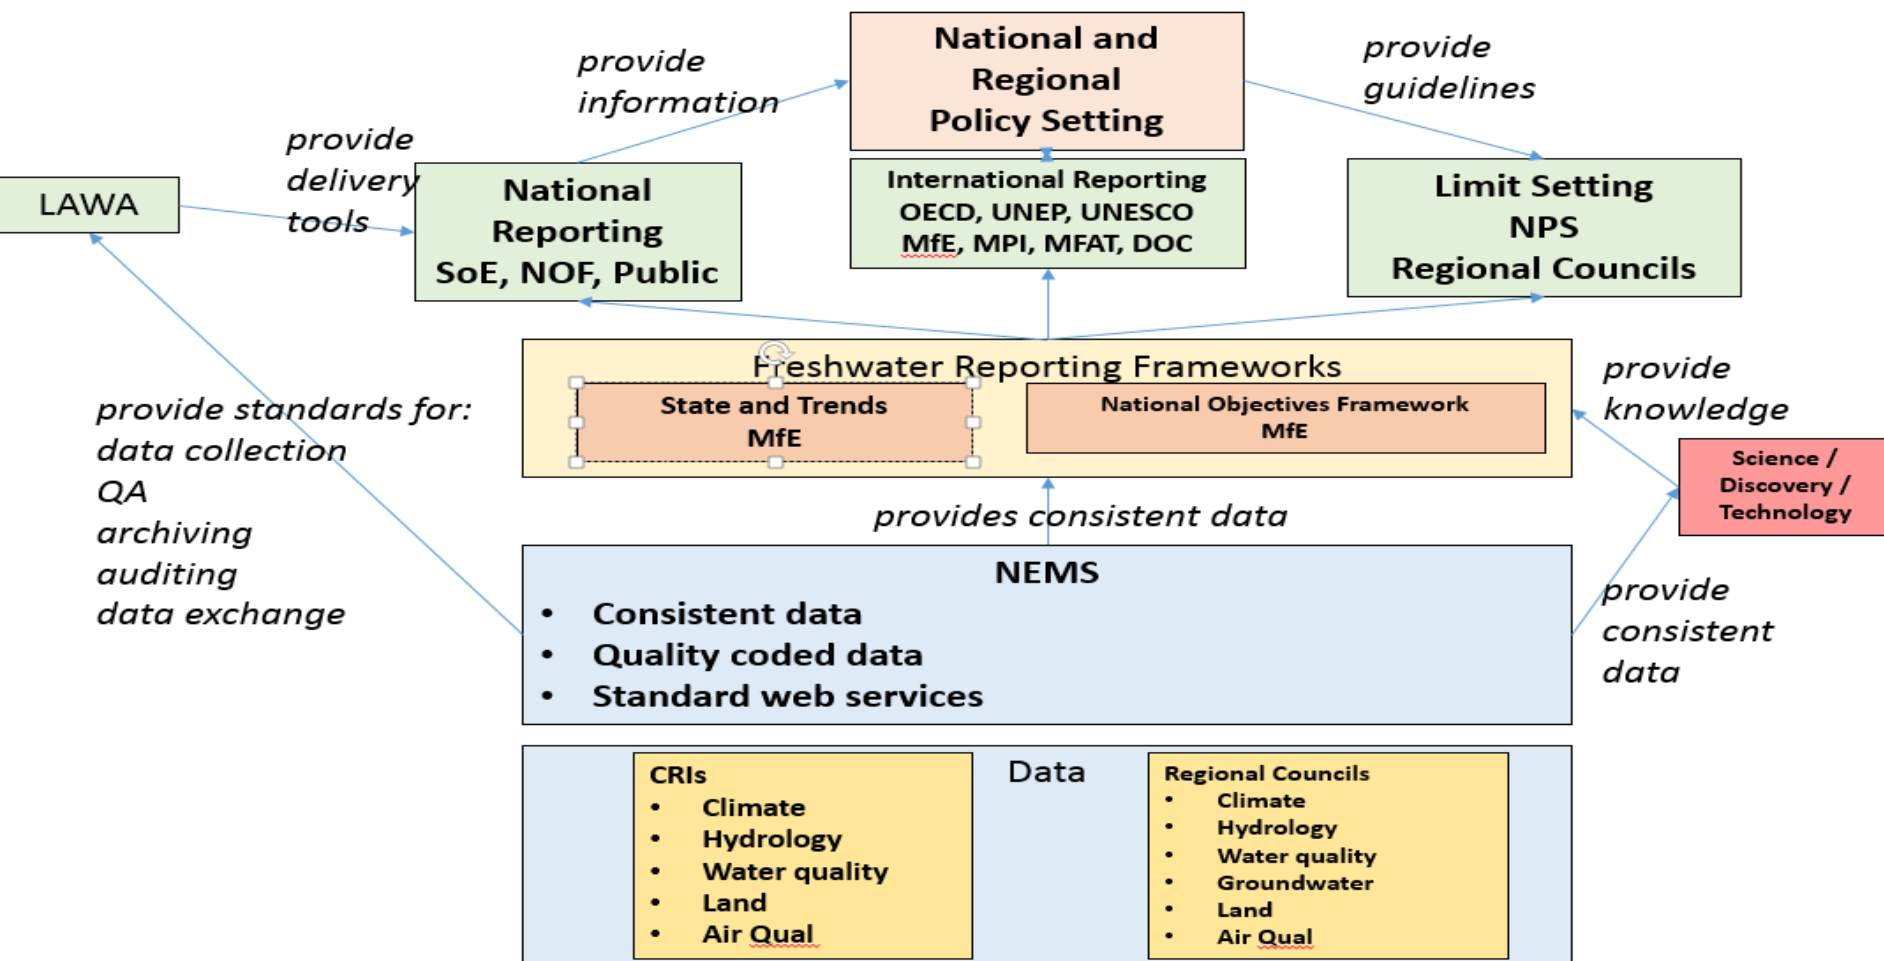 National and
Regional
Policy Setting
provide
information
provide
guidelines
provide
delivery
tools
LAWA
National
Reporting
SoE, NOF, Public
International Reporting
OECD, UNEP, UNESCO
MfE, MPI, MFAT, DOC
Limit Setting
NPS
Regional Councils
Freshwater Reporting Frameworks
State and Trends
MfE
National Objectives Framework
MfE
provide
knowledge
Science /
Discovery /
Technology
provide standards for:
data collection
QA
archiving
auditing
data exchange
provides consistent data
NEMS
• Consistent data
• Quality coded data
• Standard web services
provide
consistent
data
Data
CRIs
• Climate
• Hydrology
• Water quality
• Land
• Air Qual
Regional Councils
• Climate
• Hydrology
• Water quality
• Groundwater
• Land
• Air Qual